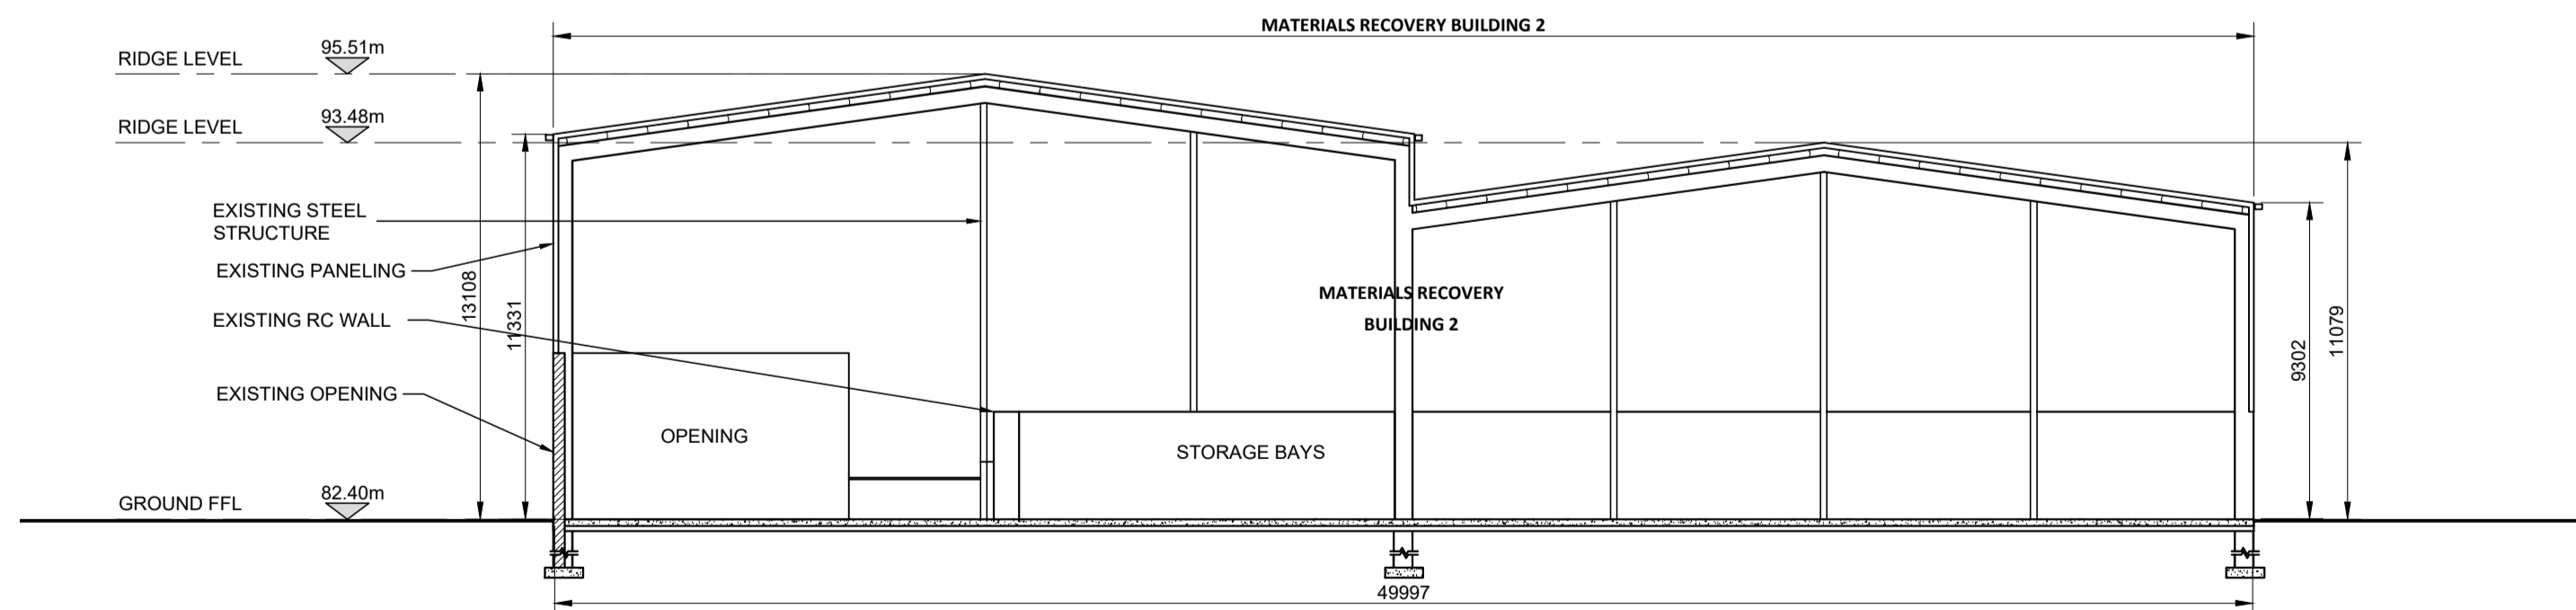 MATERIALS RECOVERY BUILDING 2
RIDGE LEVEL 95.51m
RIDGE LEVEL 93.48m
EXISTING STEEL
STRUCTURE
EXISTING PANELING
EXISTING RC WALL
EXISTING OPENING
13108
11331
MATERIALS RECOVERY
BUILDING 2
OPENING
STORAGE BAYS
9302
11079
GROUND FFL 82.40m
49997